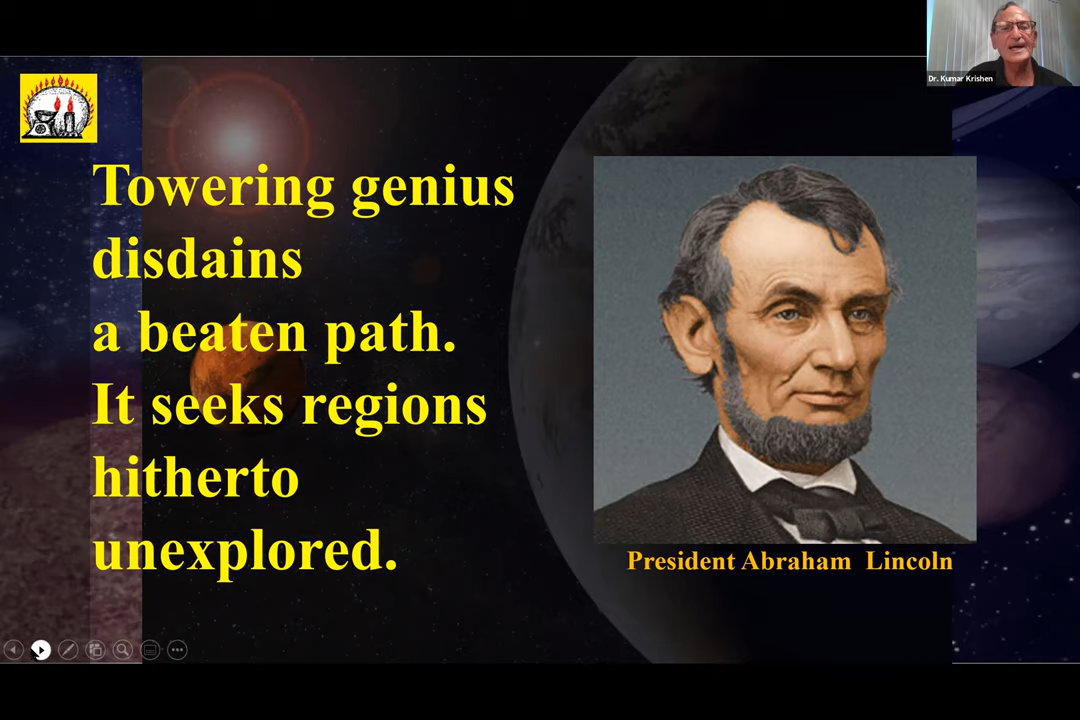 Dr. Kumar Krishen
Towering genius
disdains
a beaten path.
It seeks regions
hitherto
unexplored.
President Abraham Lincoln